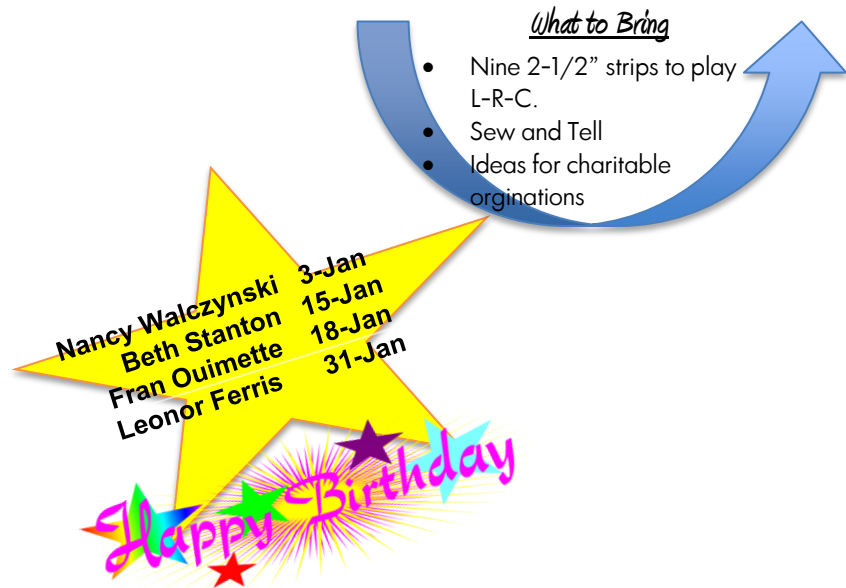 What to Bring
• Nine 2-1/2” strips to play
L-R-C.
• Sew and Tell
• Ideas for charitable
orginations
Nancy Walczynski 3-Jan
Beth Stanton 15-Jan
Fran Ouimette 18-Jan
Leonor Ferris 31-Jan
Happy Birthday